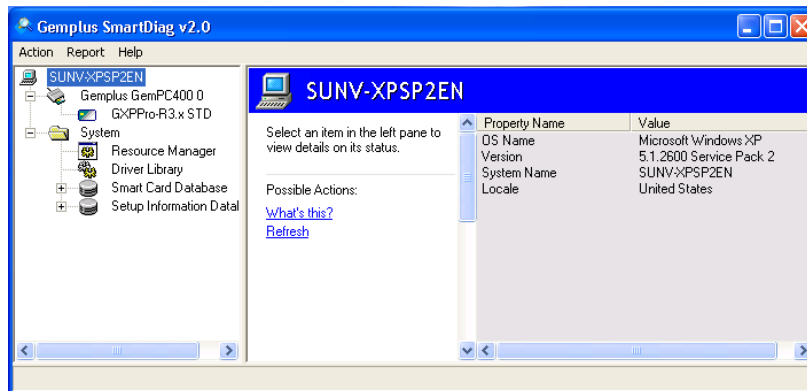 Gemplus SmartDiag v2.0
Action Report Help
SUNV-XPSP2EN
Gemplus GemPC400 0
GXPPro-R3.x STD
System
Resource Manager
Driver Library
Smart Card Database
Setup Information Datal
SUNV-XPSP2EN
Select an item in the left pane to
view details on its status.
Possible Actions:
What's this?
Refresh
Property Name Value
OS Name Microsoft Windows XP
Version 5.1.2600 Service Pack 2
System Name SUNV-XPSP2EN
Locale United States